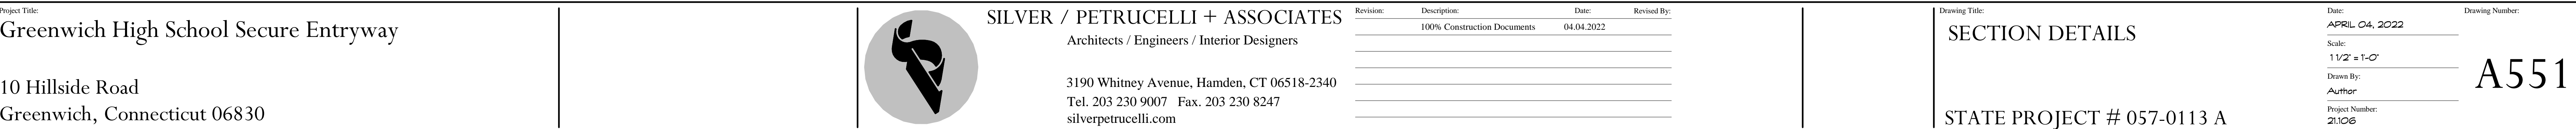 Project Title:
Greenwich High School Secure Entryway
10 Hillside Road
Greenwich, Connecticut 06830
SILVER / PETRUCELLI + ASSOCIATES
Architects / Engineers / Interior Designers
3190 Whitney Avenue, Hamden, CT 06518-2340
Tel. 203 230 9007 Fax. 203 230 8247
silverpetrucelli.com
Revision: Description: Date: Revised By:
100% Construction Documents 04.04.2022
Drawing Title:
SECTION DETAILS
STATE PROJECT # 057-0113 A
Date:
APRIL 04, 2022
Scale:
1 1/2" = 1'-0"
Drawn By:
Author
Project Number:
21.106
Drawing Number:
A551